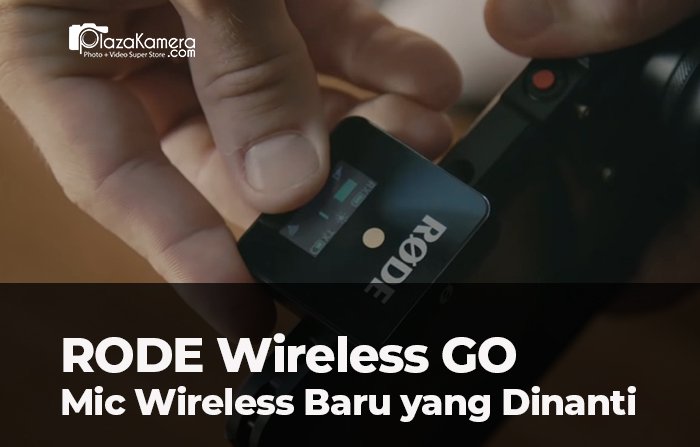 PlazaKamera
.com
Photo + Video Super Store
RØDE
RODE Wireless GO
Mic Wireless Baru yang Dinanti